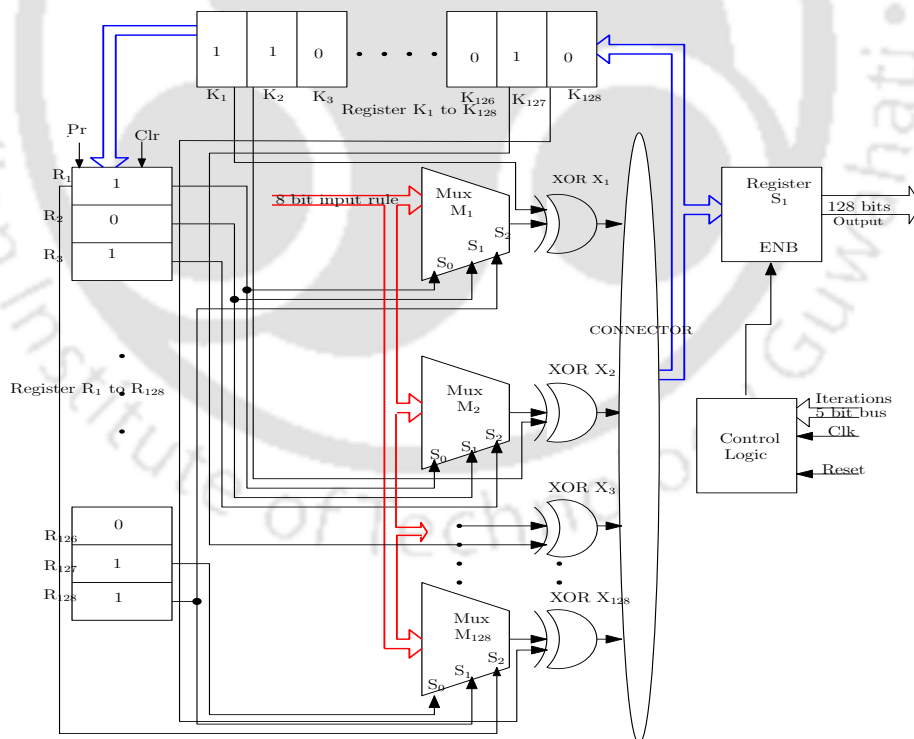 1 1 0 0 1 0
K1 K2 K3 K126 K127 K128
Register K1 to K128
Pr Clr
R1 1
R2 0
R3 1
Register R1 to R128
0
R126
R127 1
R128 1
8 bit input rule
Mux
M1
S0 S1 S2
XOR X1
Mux
M2
S0 S1 S2
XOR X2
XOR X3
Mux
M128
S0 S1 S2
XOR X128
CONNECTOR
Register
S1
ENB
128 bits
Output
Control
Logic
Iterations
5 bit bus
Clk
Reset
Institute of Technology Guwahati